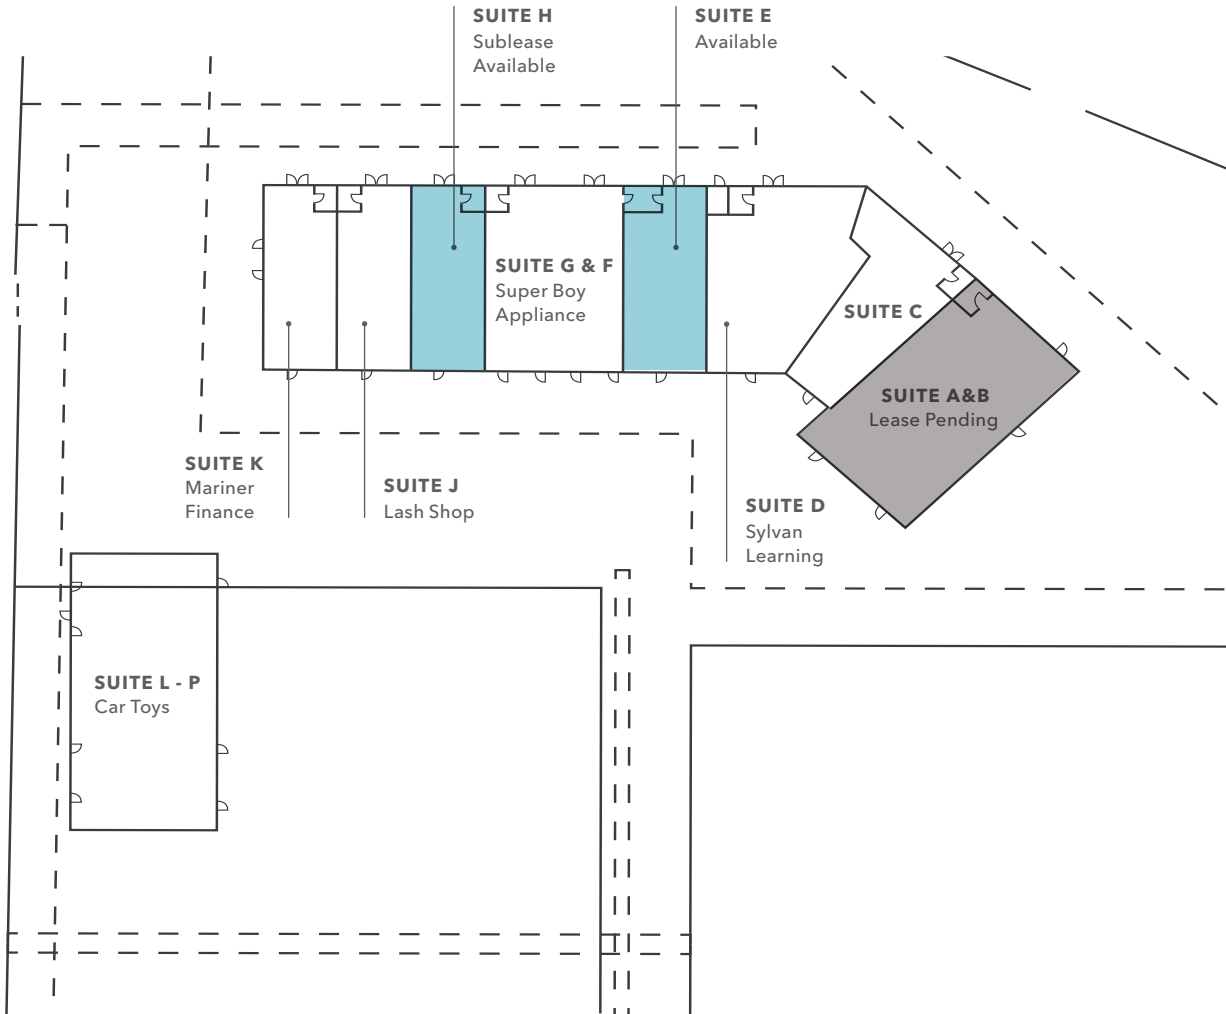 SUITE H
Sublease
Available
SUITE E
Available
SUITE G & F
Super Boy
Appliance
SUITE C
SUITE A&B
Lease Pending
SUITE K
Mariner
Finance
SUITE J
Lash Shop
SUITE D
Sylvan
Learning
SUITE L - P
Car Toys